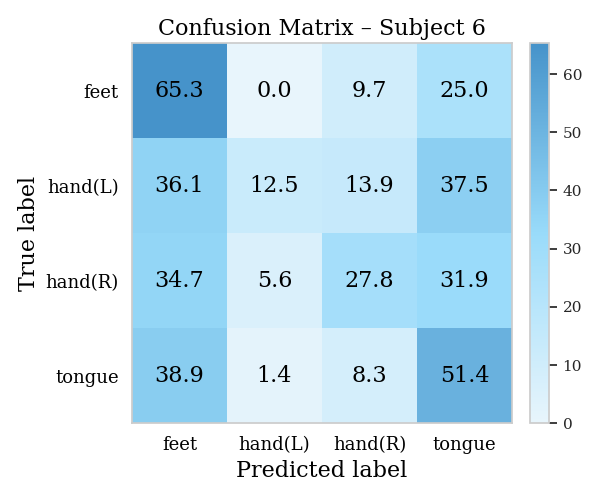 Confusion Matrix – Subject 6
feet 65.3 0.0 9.7 25.0
hand(L) 36.1 12.5 13.9 37.5
hand(R) 34.7 5.6 27.8 31.9
tongue 38.9 1.4 8.3 51.4
feet hand(L) hand(R) tongue
Predicted label
True label
60
50
40
30
20
10
0